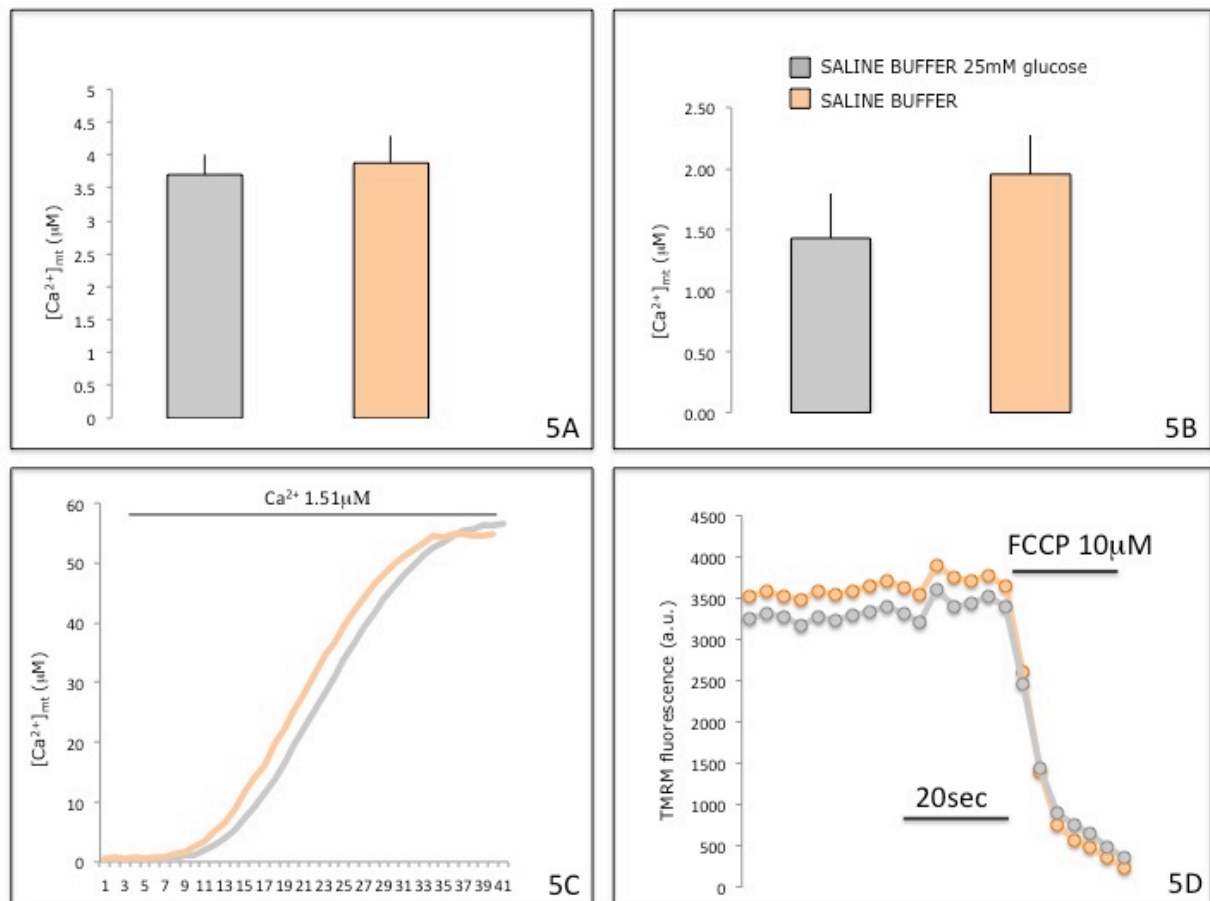 5
4.5
4
3.5
3
2.5
2
1.5
1
0.5
0
[Ca²⁺]mt (μM)
5A
SALINE BUFFER 25mM glucose
SALINE BUFFER
2.50
2.00
1.50
1.00
0.50
0.00
[Ca²⁺]mt (μM)
5B
Ca²⁺ 1.51μM
60
50
40
30
20
10
0
[Ca²⁺]mt (μM)
1 3 5 7 9 11 13 15 17 19 21 23 25 27 29 31 33 35 37 39 41
5C
4500
4000
3500
3000
2500
2000
1500
1000
500
0
TMRM fluorescence (a.u.)
FCCP 10μM
20sec
5D